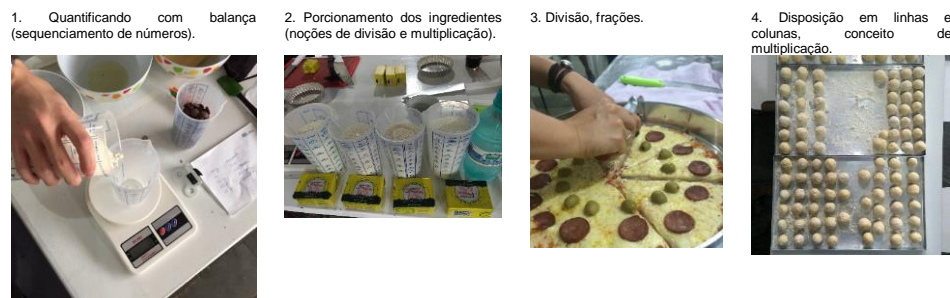 1. Quantificando com balança
(sequenciamento de números).
2. Porcionamento dos ingredientes
(noções de divisão e multiplicação).
3. Divisão, frações.
4. Disposição em linhas e
colunas, conceito de
multiplicação.